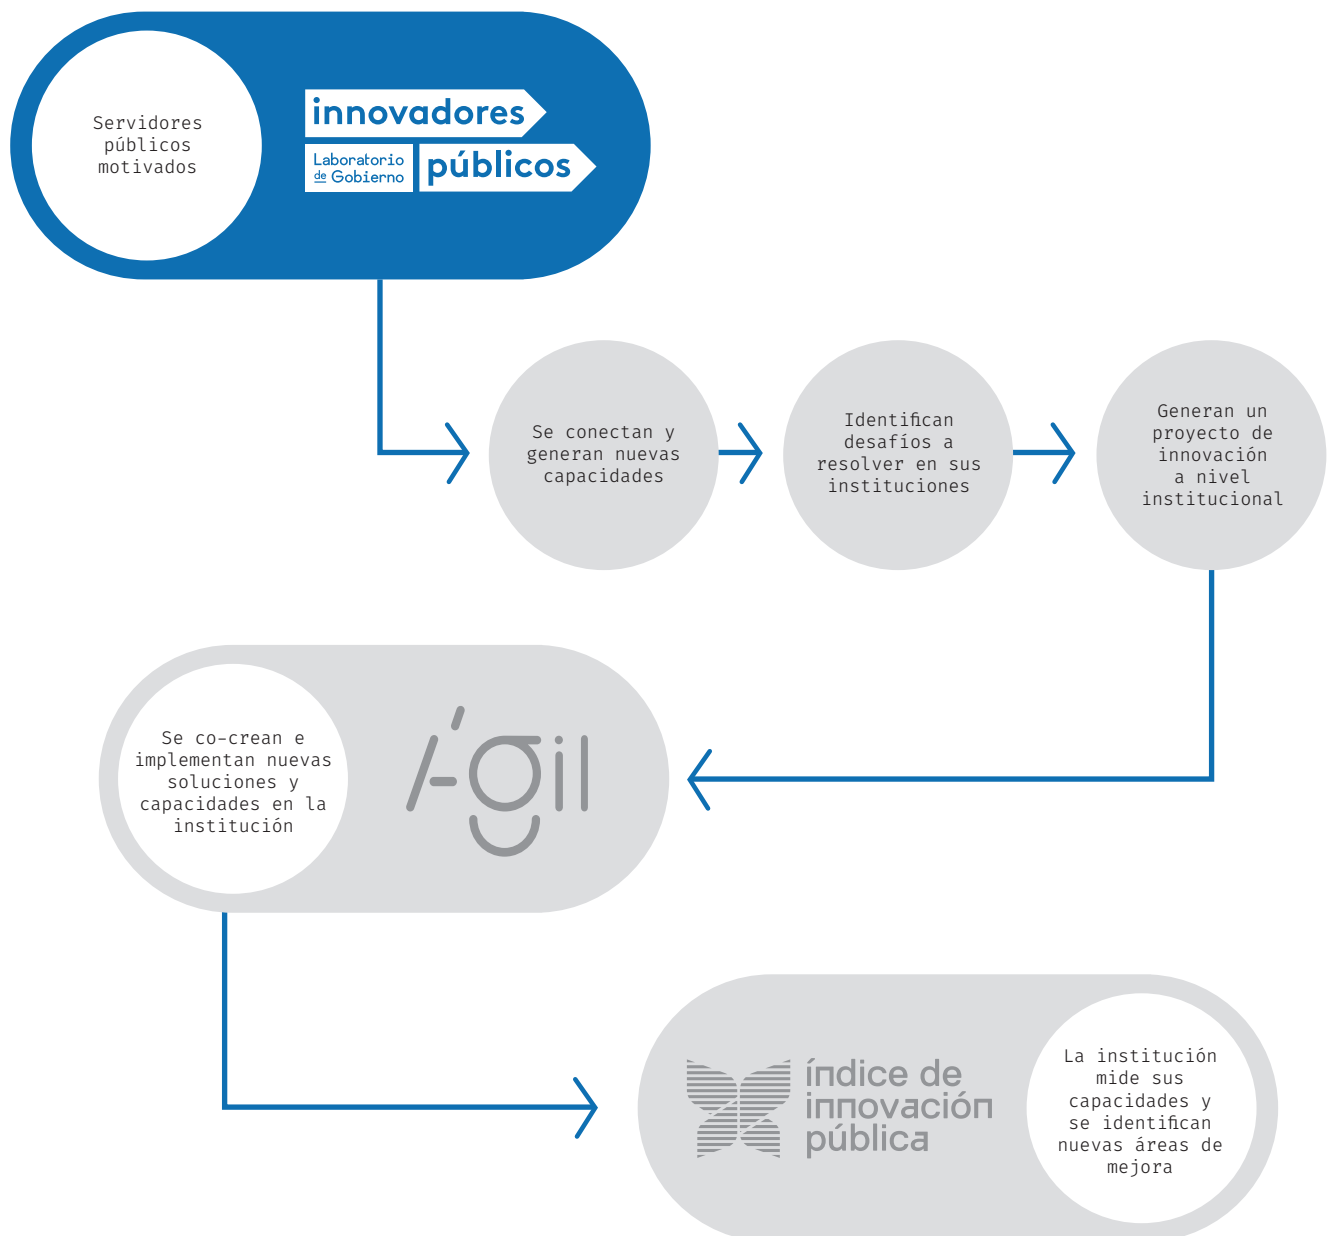 Servidores
públicos
motivados
innovadores
Laboratorio
de Gobierno
públicos
Se conectan y
generan nuevas
capacidades
Identifican
desafíos a
resolver en sus
instituciones
Generan un
proyecto de
innovación
a nivel
institucional
Se co-crean e
implementan nuevas
soluciones y
capacidades en la
institución
Ágil
índice de
innovación
pública
La institución
mide sus
capacidades y
se identifican
nuevas áreas de
mejora